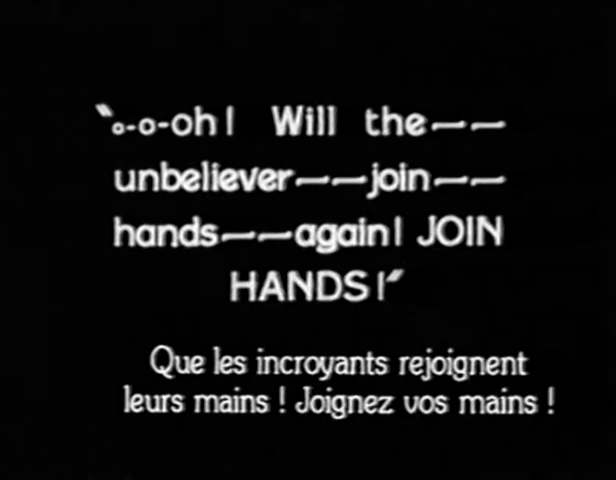 "o-o-oh! Will the——
unbeliever——join——
hands——again! JOIN
HANDS!"
Que les incroyants rejoignent
leurs mains ! Joignez vos mains !